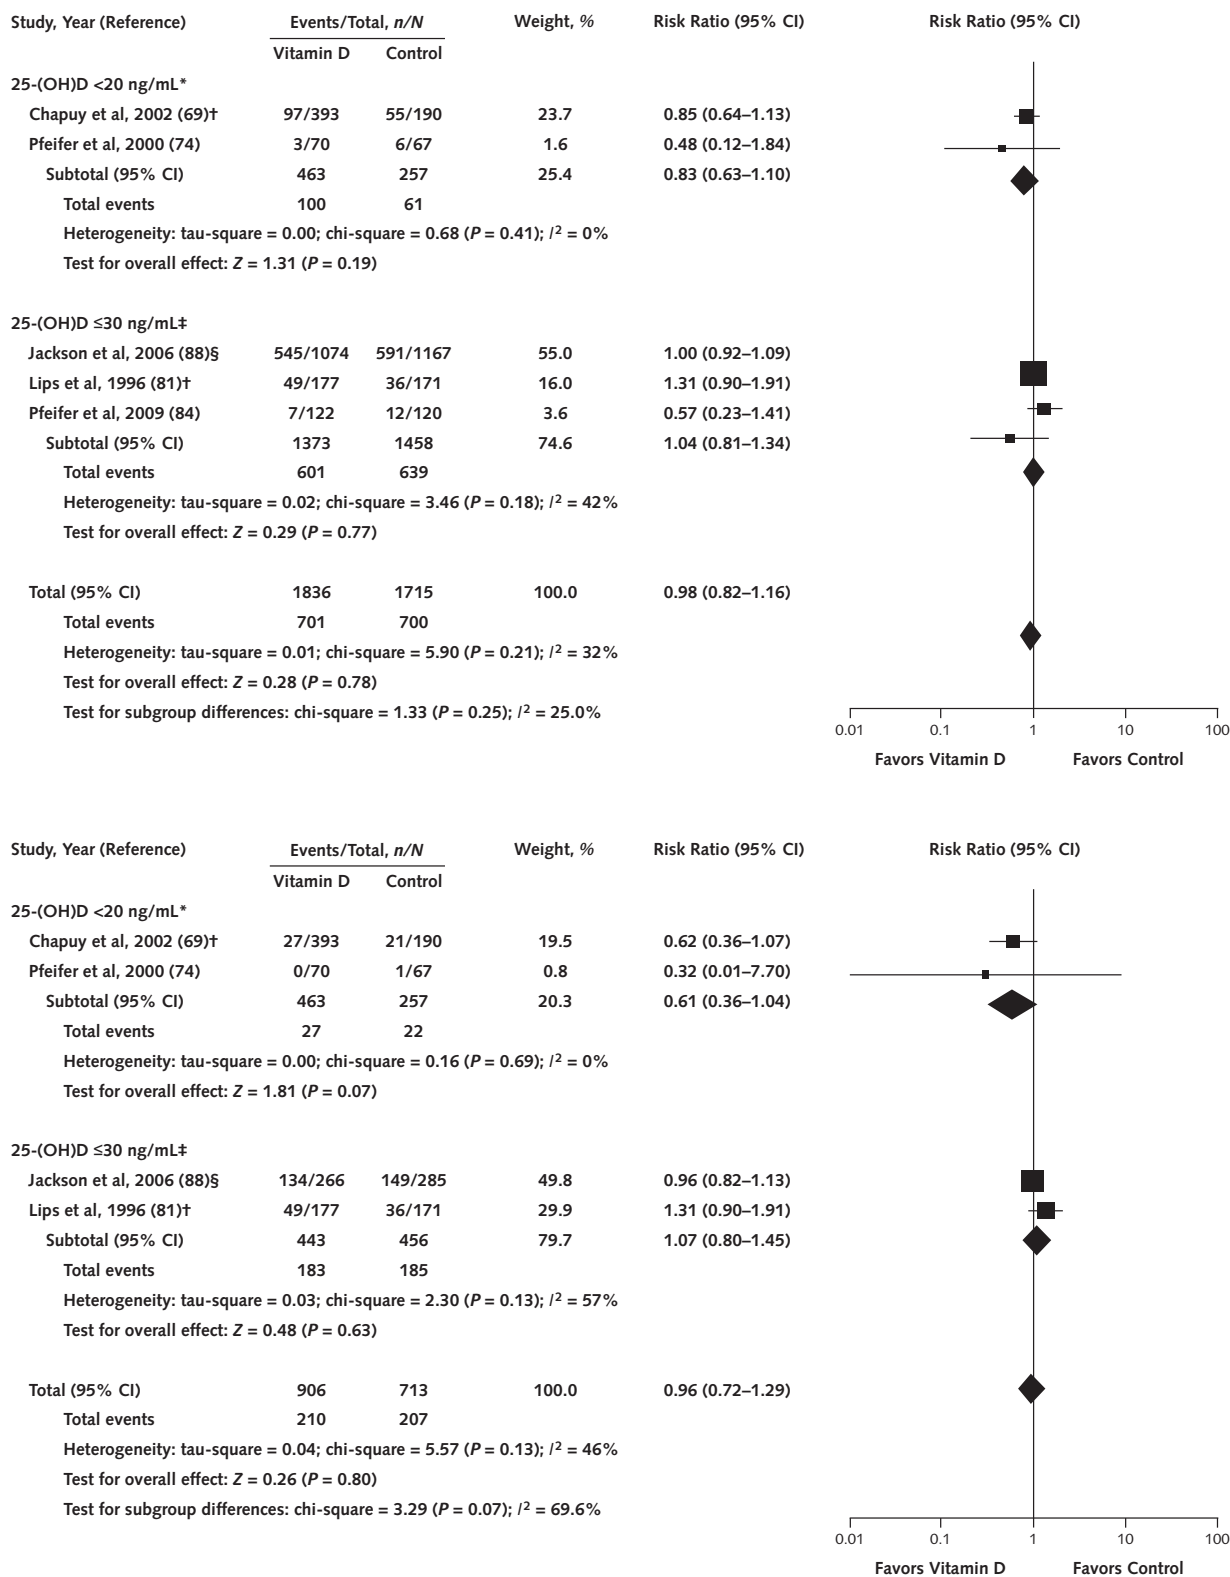 Study, Year (Reference) Events/Total, n/N Weight, % Risk Ratio (95% CI) Risk Ratio (95% CI)
Vitamin D Control
25-(OH)D <20 ng/mL*
Chapuy et al, 2002 (69)† 97/393 55/190 23.7 0.85 (0.64–1.13)
Pfeifer et al, 2000 (74) 3/70 6/67 1.6 0.48 (0.12–1.84)
Subtotal (95% CI) 463 257 25.4 0.83 (0.63–1.10)
Total events 100 61
Heterogeneity: tau-square = 0.00; chi-square = 0.68 (P = 0.41); I² = 0%
Test for overall effect: Z = 1.31 (P = 0.19)
25-(OH)D ≤30 ng/mL‡
Jackson et al, 2006 (88)§ 545/1074 591/1167 55.0 1.00 (0.92–1.09)
Lips et al, 1996 (81)† 49/177 36/171 16.0 1.31 (0.90–1.91)
Pfeifer et al, 2009 (84) 7/122 12/120 3.6 0.57 (0.23–1.41)
Subtotal (95% CI) 1373 1458 74.6 1.04 (0.81–1.34)
Total events 601 639
Heterogeneity: tau-square = 0.02; chi-square = 3.46 (P = 0.18); I² = 42%
Test for overall effect: Z = 0.29 (P = 0.77)
Total (95% CI) 1836 1715 100.0 0.98 (0.82–1.16)
Total events 701 700
Heterogeneity: tau-square = 0.01; chi-square = 5.90 (P = 0.21); I² = 32%
Test for overall effect: Z = 0.28 (P = 0.78)
Test for subgroup differences: chi-square = 1.33 (P = 0.25); I² = 25.0%
0.01 0.1 1 10 100
Favors Vitamin D Favors Control
Study, Year (Reference) Events/Total, n/N Weight, % Risk Ratio (95% CI) Risk Ratio (95% CI)
Vitamin D Control
25-(OH)D <20 ng/mL*
Chapuy et al, 2002 (69)† 27/393 21/190 19.5 0.62 (0.36–1.07)
Pfeifer et al, 2000 (74) 0/70 1/67 0.8 0.32 (0.01–7.70)
Subtotal (95% CI) 463 257 20.3 0.61 (0.36–1.04)
Total events 27 22
Heterogeneity: tau-square = 0.00; chi-square = 0.16 (P = 0.69); I² = 0%
Test for overall effect: Z = 1.81 (P = 0.07)
25-(OH)D ≤30 ng/mL‡
Jackson et al, 2006 (88)§ 134/266 149/285 49.8 0.96 (0.82–1.13)
Lips et al, 1996 (81)† 49/177 36/171 29.9 1.31 (0.90–1.91)
Subtotal (95% CI) 443 456 79.7 1.07 (0.80–1.45)
Total events 183 185
Heterogeneity: tau-square = 0.03; chi-square = 2.30 (P = 0.13); I² = 57%
Test for overall effect: Z = 0.48 (P = 0.63)
Total (95% CI) 906 713 100.0 0.96 (0.72–1.29)
Total events 210 207
Heterogeneity: tau-square = 0.04; chi-square = 5.57 (P = 0.13); I² = 46%
Test for overall effect: Z = 0.26 (P = 0.80)
Test for subgroup differences: chi-square = 3.29 (P = 0.07); I² = 69.6%
0.01 0.1 1 10 100
Favors Vitamin D Favors Control